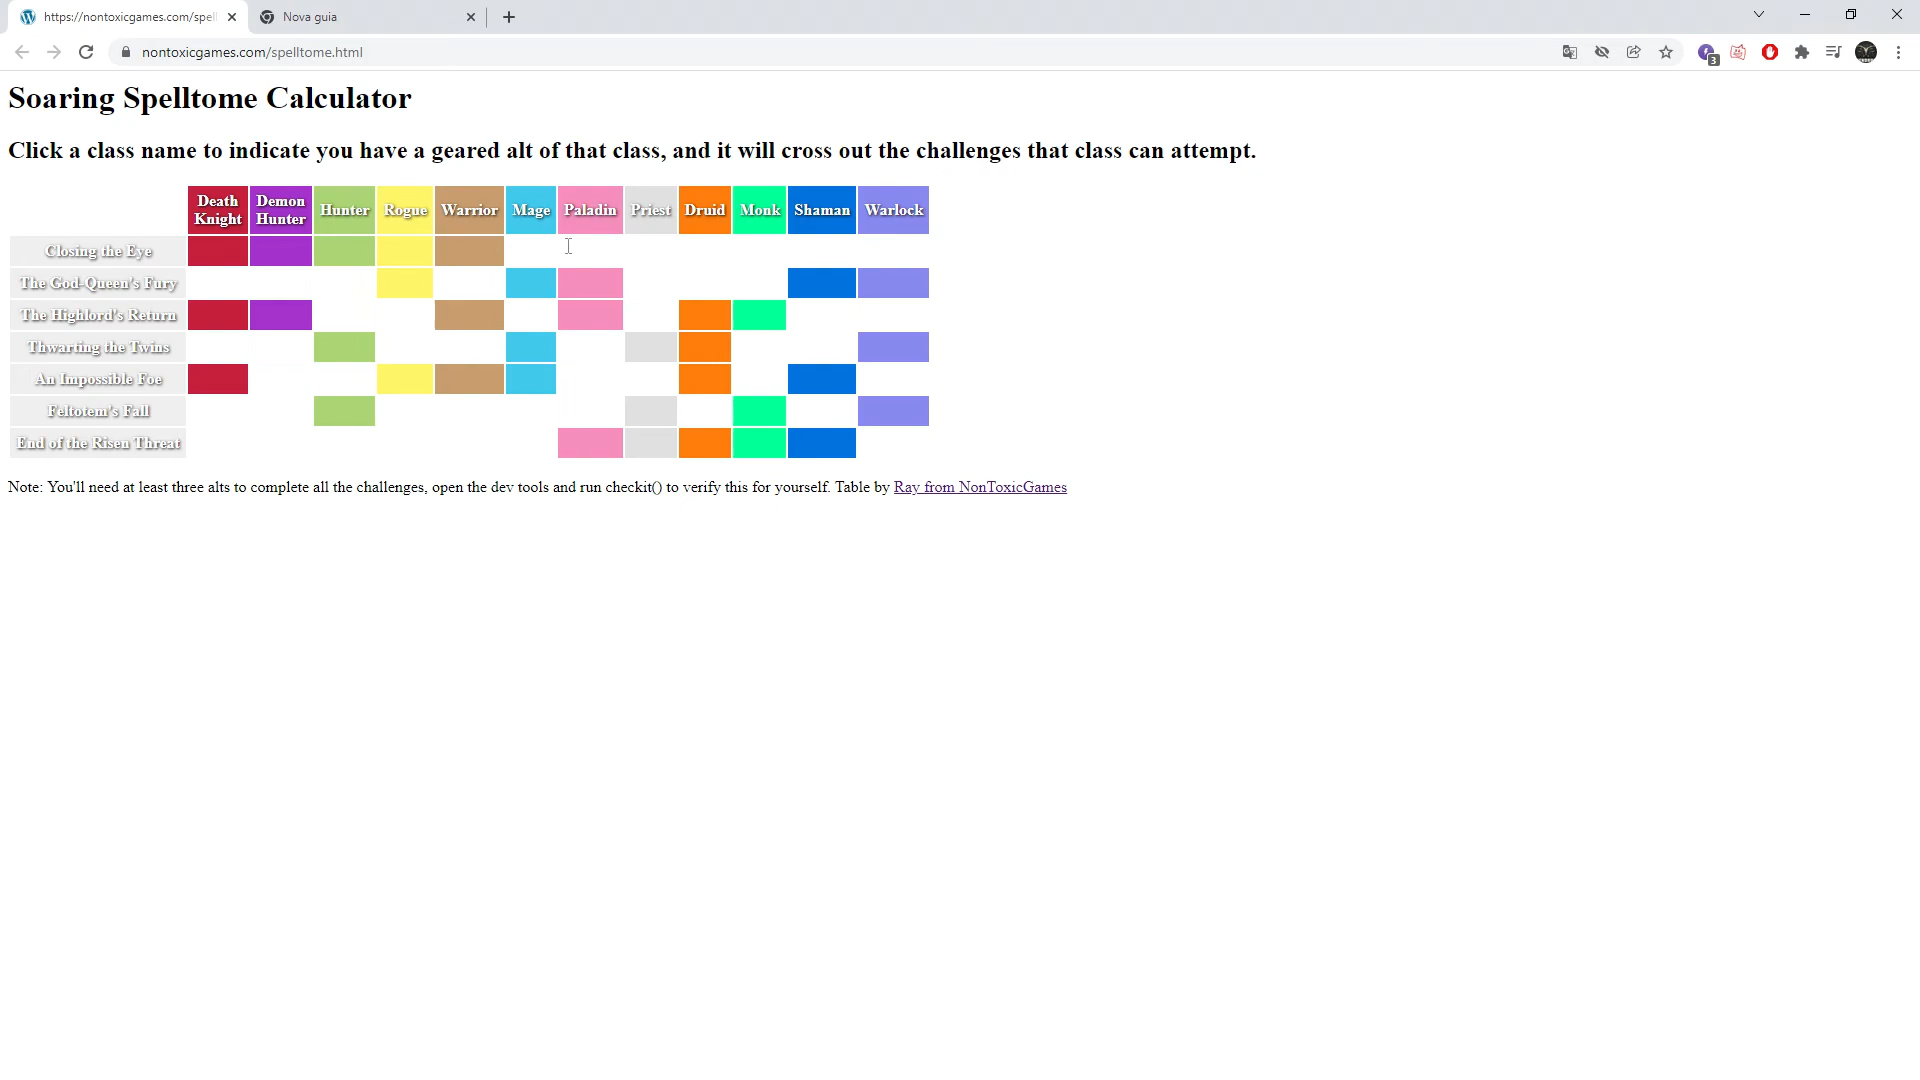 https://nontoxicgames.com/spell
Nova guia
nontoxicgames.com/spelltome.html
3
Soaring Spelltome Calculator
Click a class name to indicate you have a geared alt of that class, and it will cross out the challenges that class can attempt.
Death Knight Demon Hunter Hunter Rogue Warrior Mage Paladin Priest Druid Monk Shaman Warlock
Closing the Eye
The God-Queen's Fury
The Highlord's Return
Thwarting the Twins
An Impossible Foe
Feltotem's Fall
End of the Risen Threat
Note: You'll need at least three alts to complete all the challenges, open the dev tools and run checkit() to verify this for yourself. Table by Ray from NonToxicGames